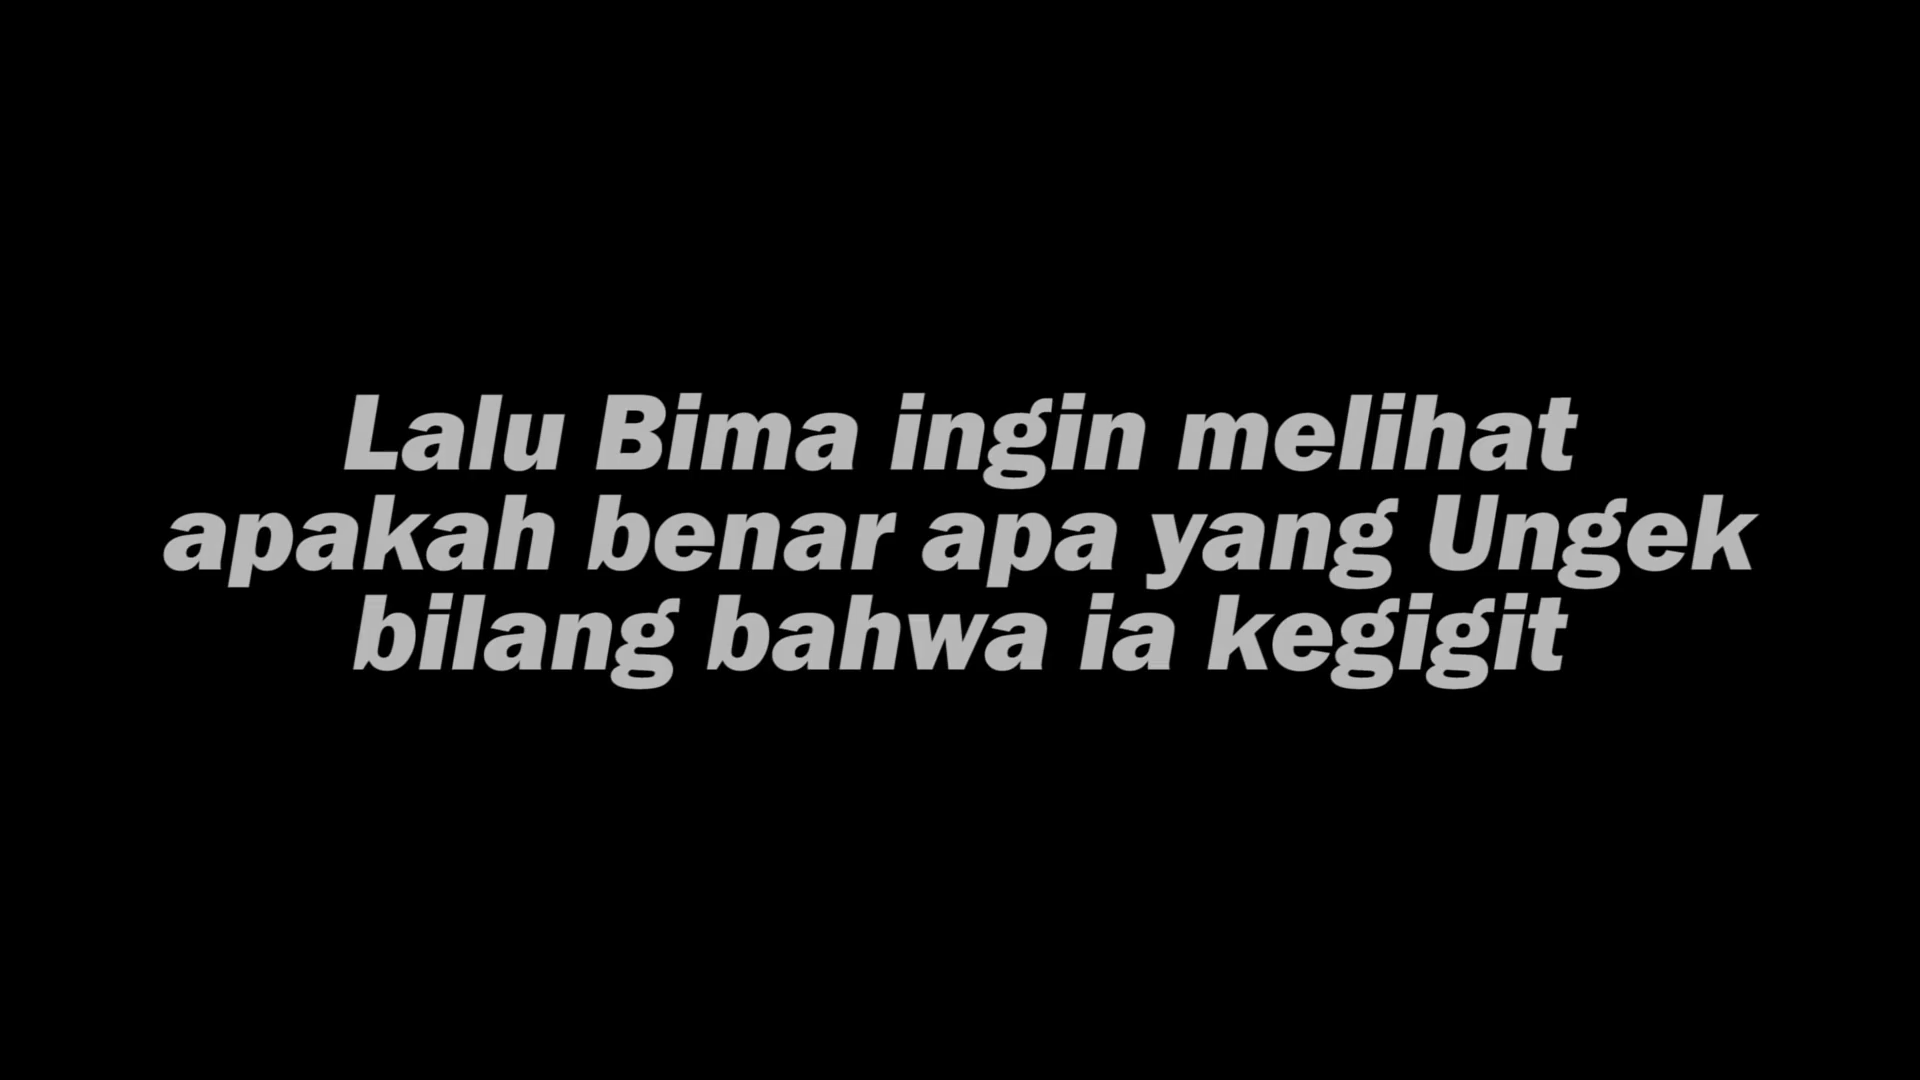 Lalu Bima ingin melihat
apakah benar apa yang Ungek
bilang bahwa ia kegigit